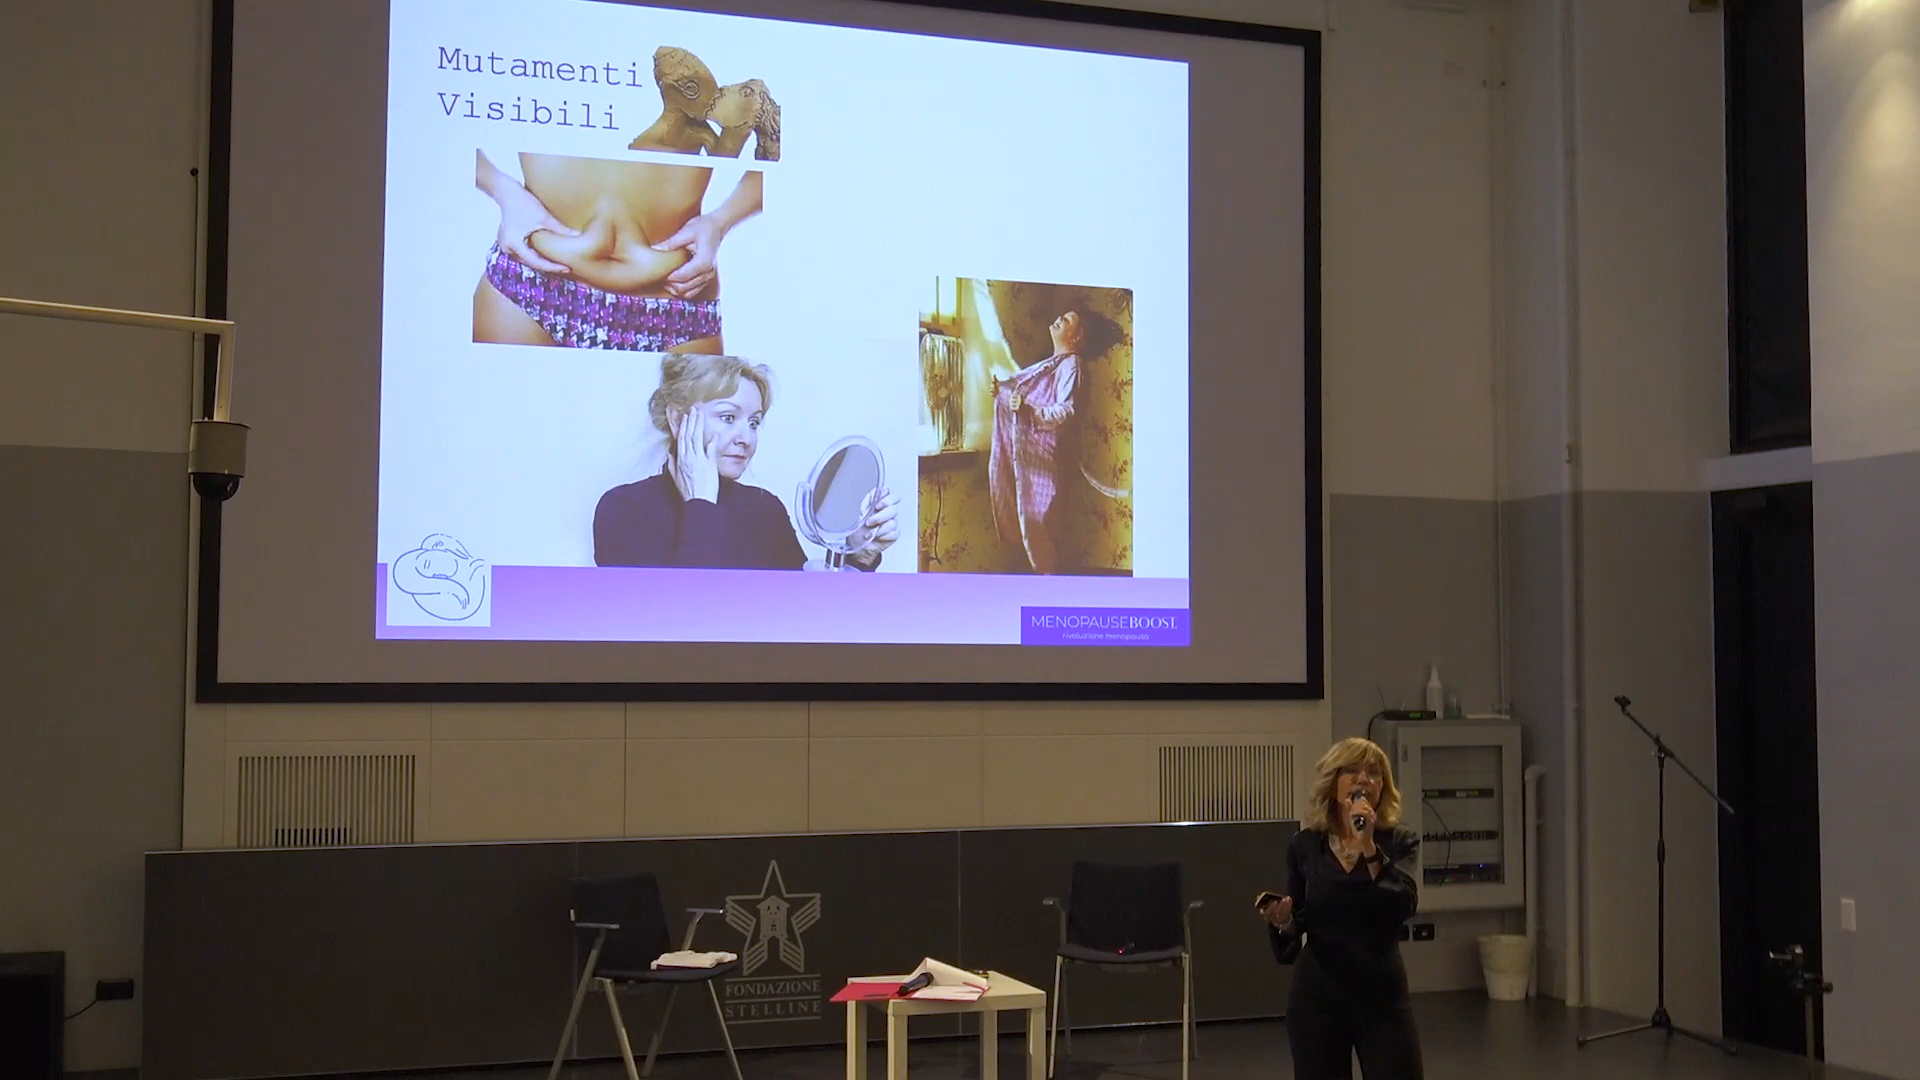 Mutamenti
Visibili
MENOPAUSEBOOST
rivoluzione menopausa
FONDAZIONE
STELLINE